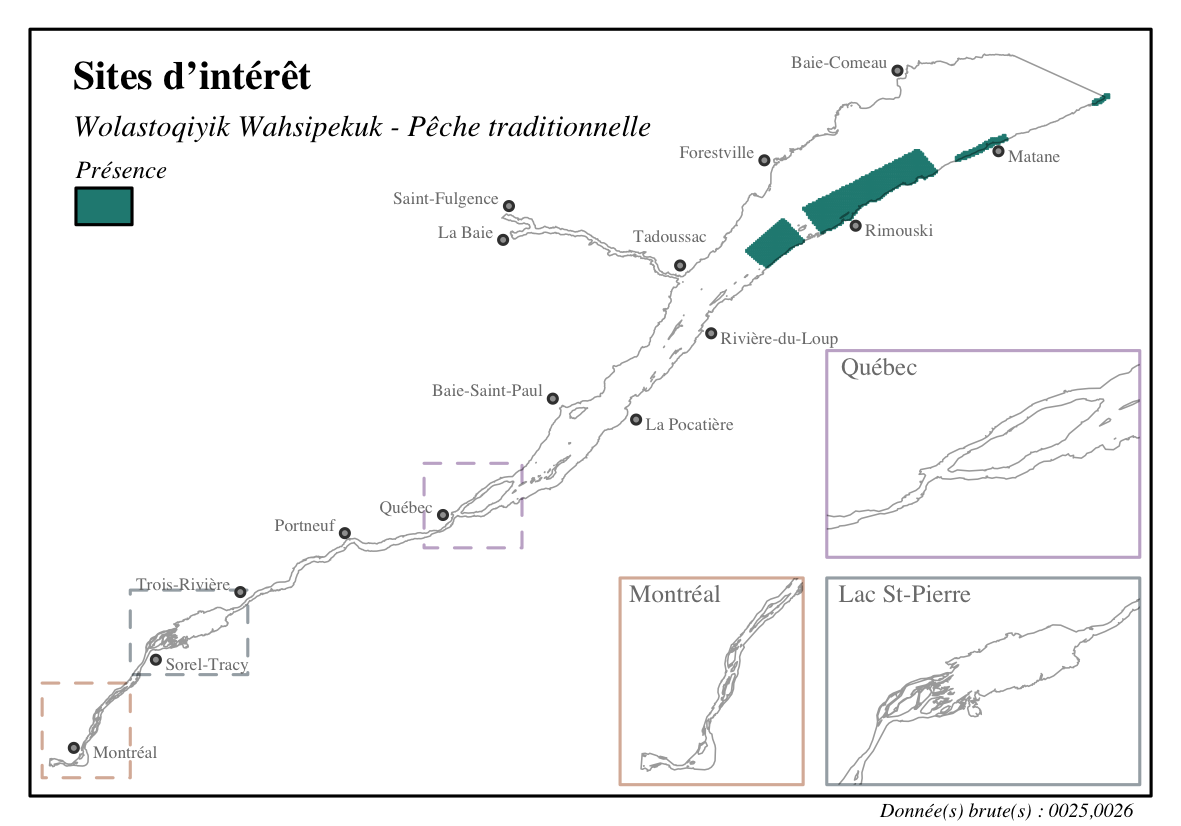 Sites d’intérêt
Wolastoqiyik Wahsipekuk - Pêche traditionnelle
Présence
Baie-Comeau
Forestville
Matane
Saint-Fulgence
La Baie
Tadoussac
Rimouski
Rivière-du-Loup
Baie-Saint-Paul
La Pocatière
Québec
Portneuf
Trois-Rivière
Sorel-Tracy
Montréal
Québec
Montréal
Lac St-Pierre
Donnée(s) brute(s) : 0025,0026